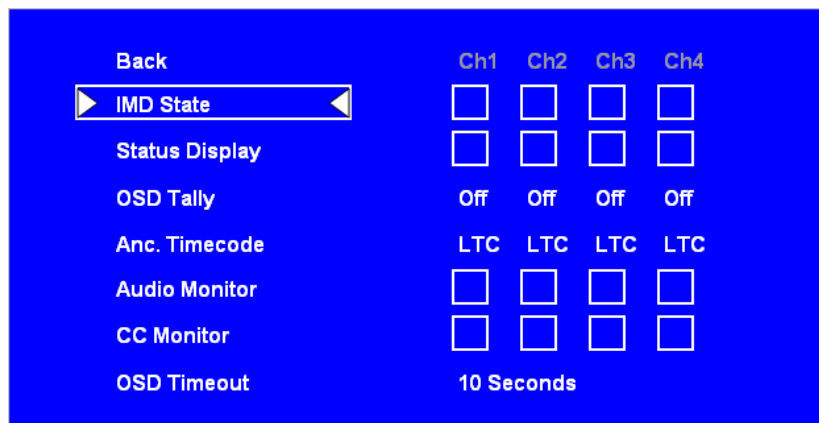 Back Ch1 Ch2 Ch3 Ch4
IMD State
Status Display
OSD Tally Off Off Off Off
Anc. Timecode LTC LTC LTC LTC
Audio Monitor
CC Monitor
OSD Timeout 10 Seconds